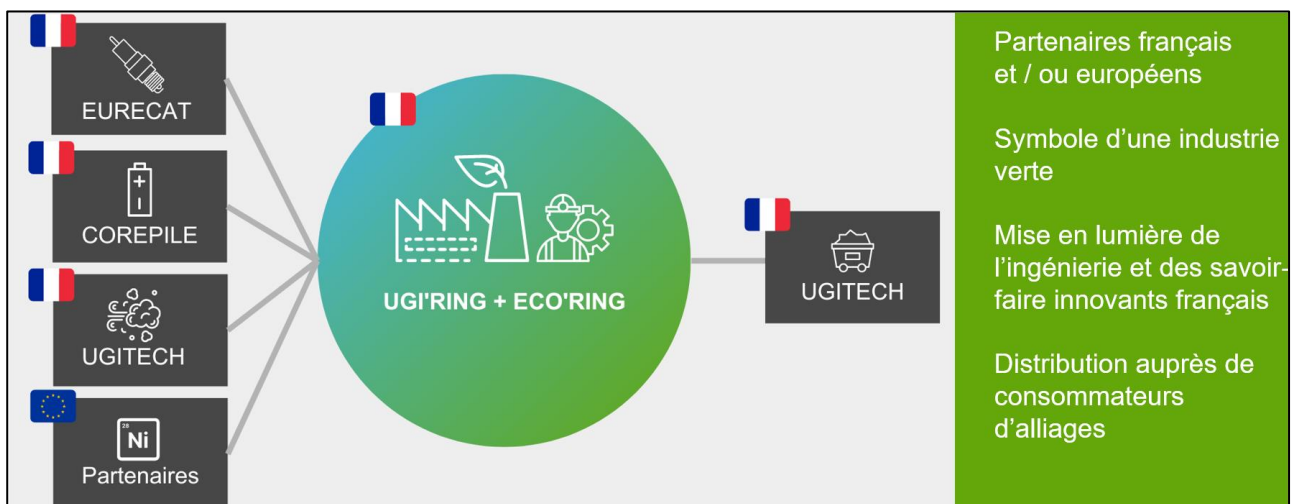 EURECAT
COREPILE
UGITECH
28
Ni
Partenaires
UGI'RING + ECO'RING
UGITECH
Partenaires français
et / ou européens
Symbole d'une industrie
verte
Mise en lumière de
l'ingénierie et des savoir-
faire innovants français
Distribution auprès de
consommateurs
d'alliages